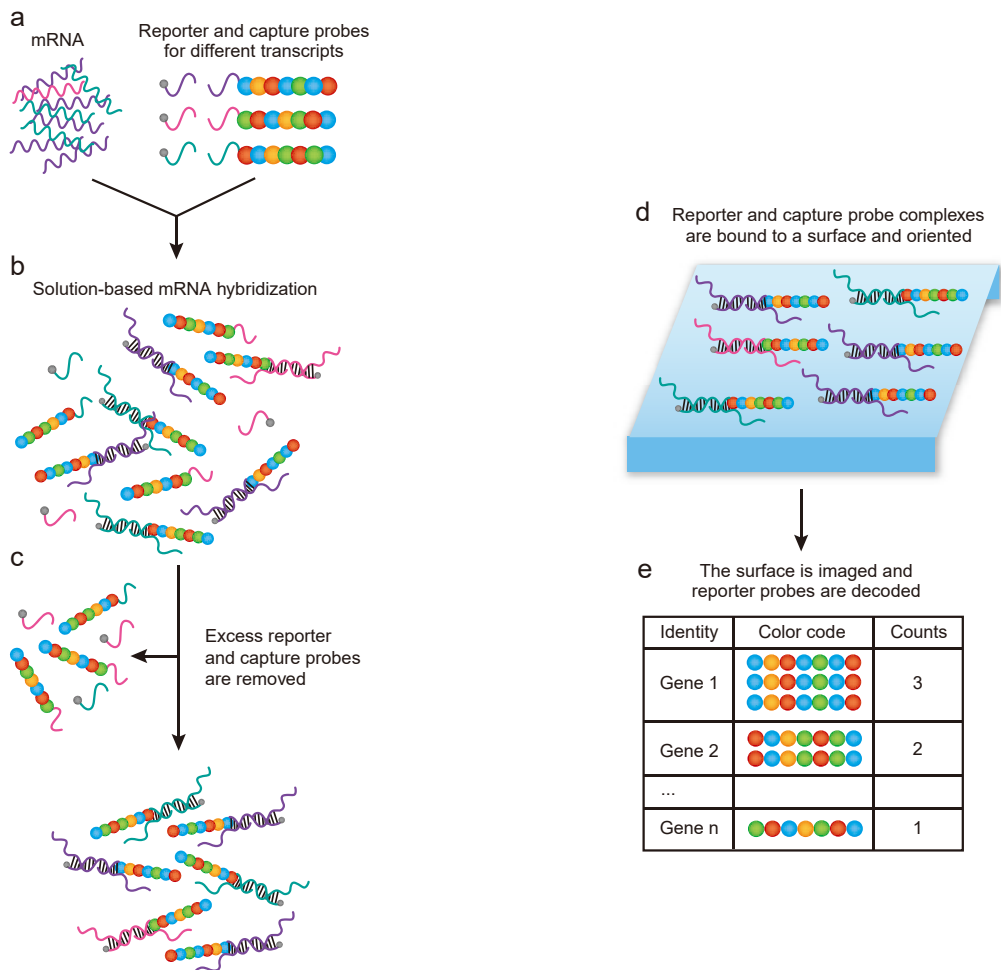 a
mRNA
Reporter and capture probes
for different transcripts
b
Solution-based mRNA hybridization
c
Excess reporter
and capture probes
are removed
d
Reporter and capture probe complexes
are bound to a surface and oriented
e
The surface is imaged and
reporter probes are decoded
Identity Color code Counts
Gene 1 3
Gene 2 2
...
Gene n 1